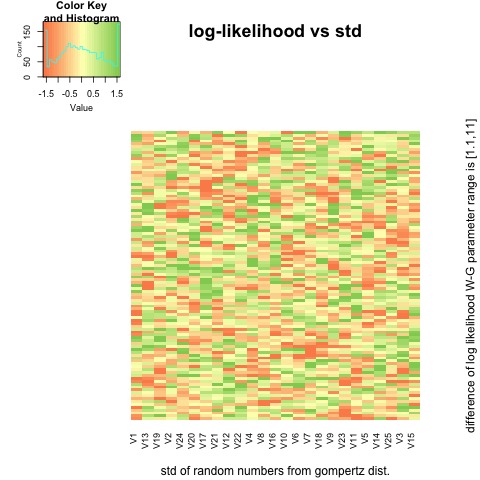 Color Key
and Histogram
log-likelihood vs std
Count
0 50 150
-1.5 -0.5 0.5 1.5
Value
difference of log likelihood W-G parameter range is [1.1,11]
V1 V13 V19 V2 V24 V20 V17 V21 V12 V22 V4 V8 V16 V10 V6 V7 V18 V9 V23 V11 V5 V14 V25 V3 V15
std of random numbers from gompertz dist.